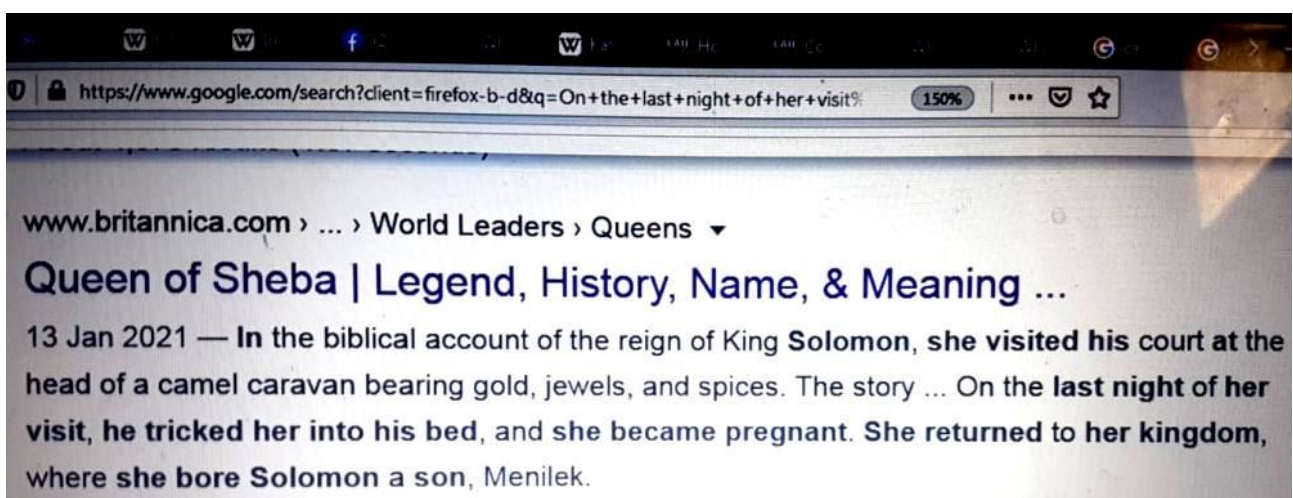 https://www.google.com/search?client=firefox-b-d&q=On+the+last+night+of+her+visit% 150%
www.britannica.com › ... › World Leaders › Queens
Queen of Sheba | Legend, History, Name, & Meaning ...
13 Jan 2021 — In the biblical account of the reign of King Solomon, she visited his court at the
head of a camel caravan bearing gold, jewels, and spices. The story ... On the last night of her
visit, he tricked her into his bed, and she became pregnant. She returned to her kingdom,
where she bore Solomon a son, Menilek.